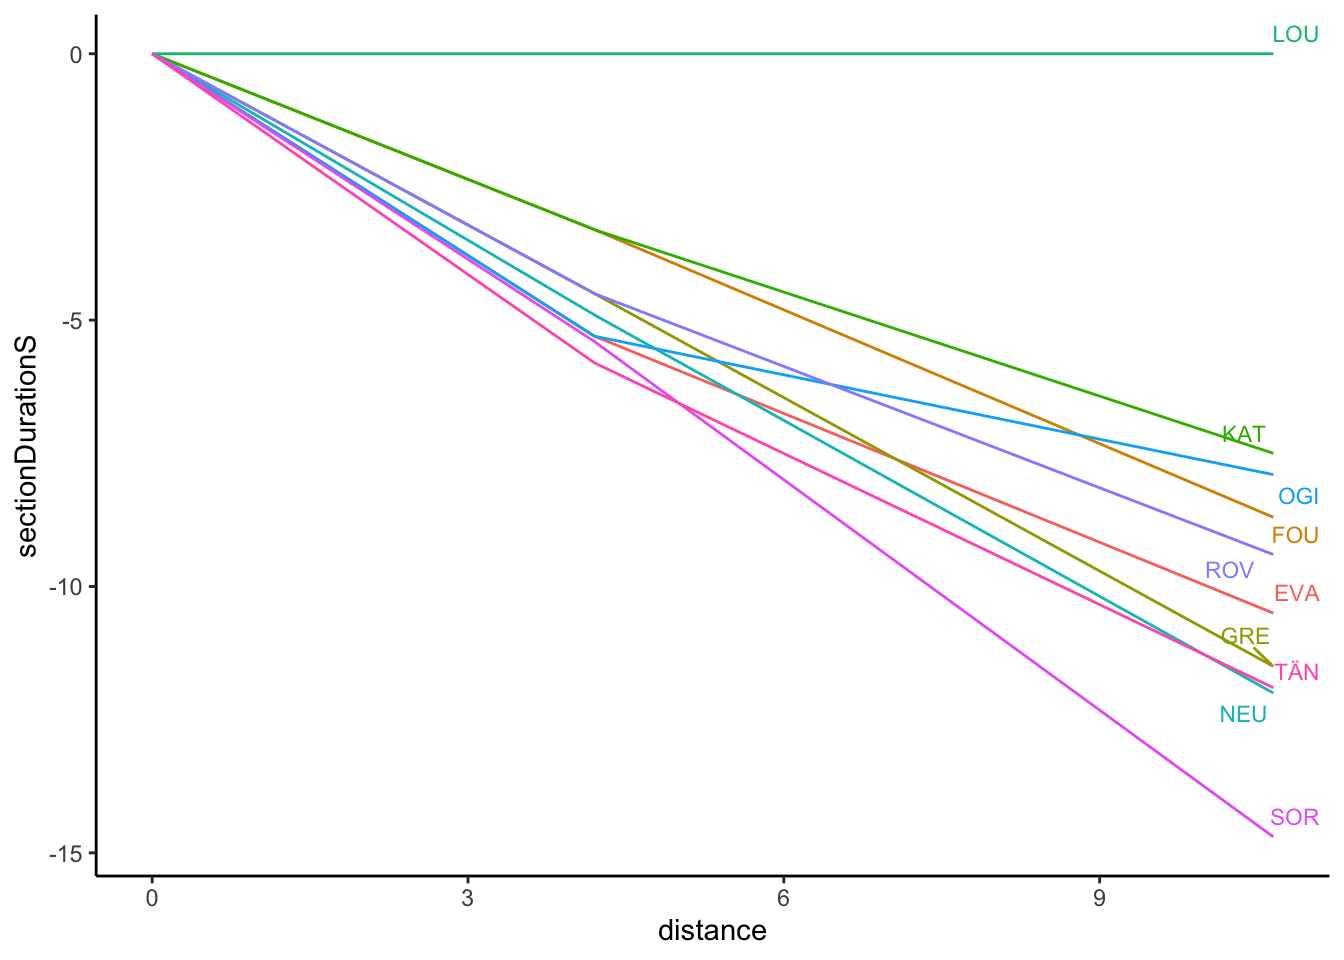 LOU
0
KAT
-5
OGI
FOU
ROV
-10
EVA
GRE
TÄN
NEU
SOR
-15
sectionDurationS
0 3 6 9
distance